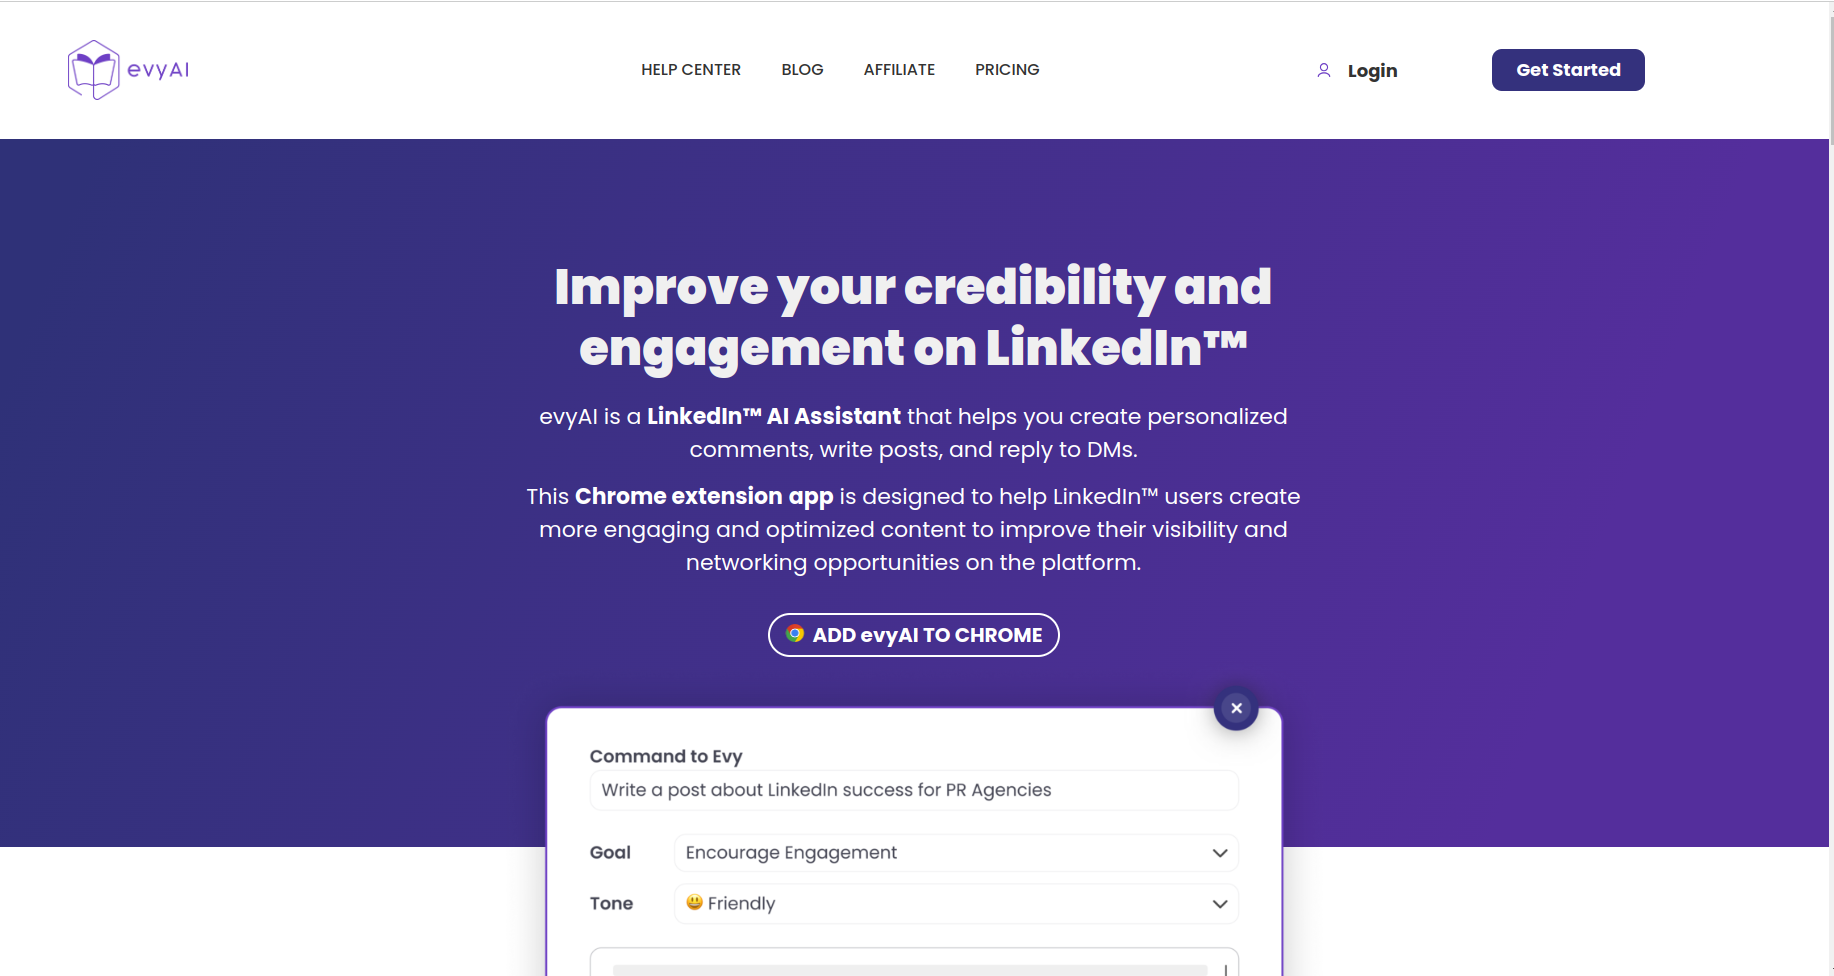 evyAI
HELP CENTER
BLOG
AFFILIATE
PRICING
Login
Get Started
Improve your credibility and
engagement on LinkedIn™
evyAI is a LinkedIn™ AI Assistant that helps you create personalized
comments, write posts, and reply to DMs.
This Chrome extension app is designed to help LinkedIn™ users create
more engaging and optimized content to improve their visibility and
networking opportunities on the platform.
ADD evyAI TO CHROME
Command to Evy
Write a post about LinkedIn success for PR Agencies
Goal
Encourage Engagement
Tone
😃 Friendly